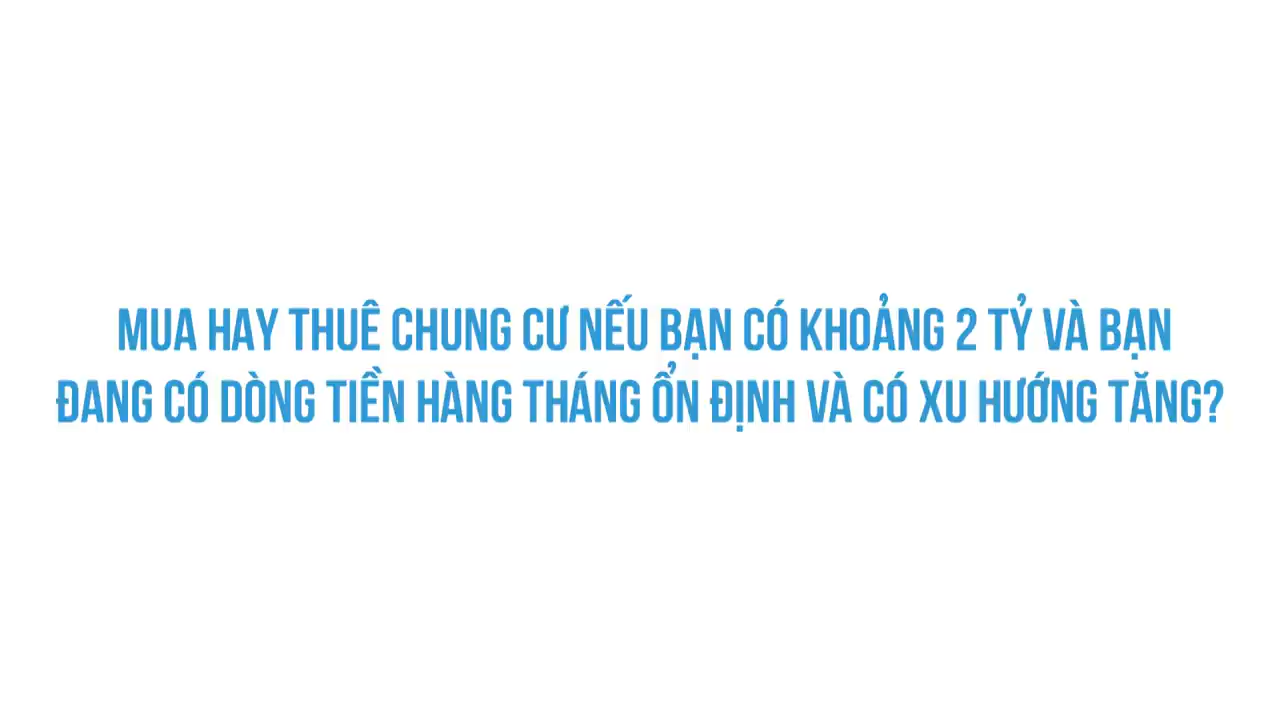 MUA HAY THUÊ CHUNG CƯ NẾU BẠN CÓ KHOẢNG 2 TỶ VÀ BẠN
ĐANG CÓ DÒNG TIỀN HÀNG THÁNG ỔN ĐỊNH VÀ CÓ XU HƯỚNG TĂNG?